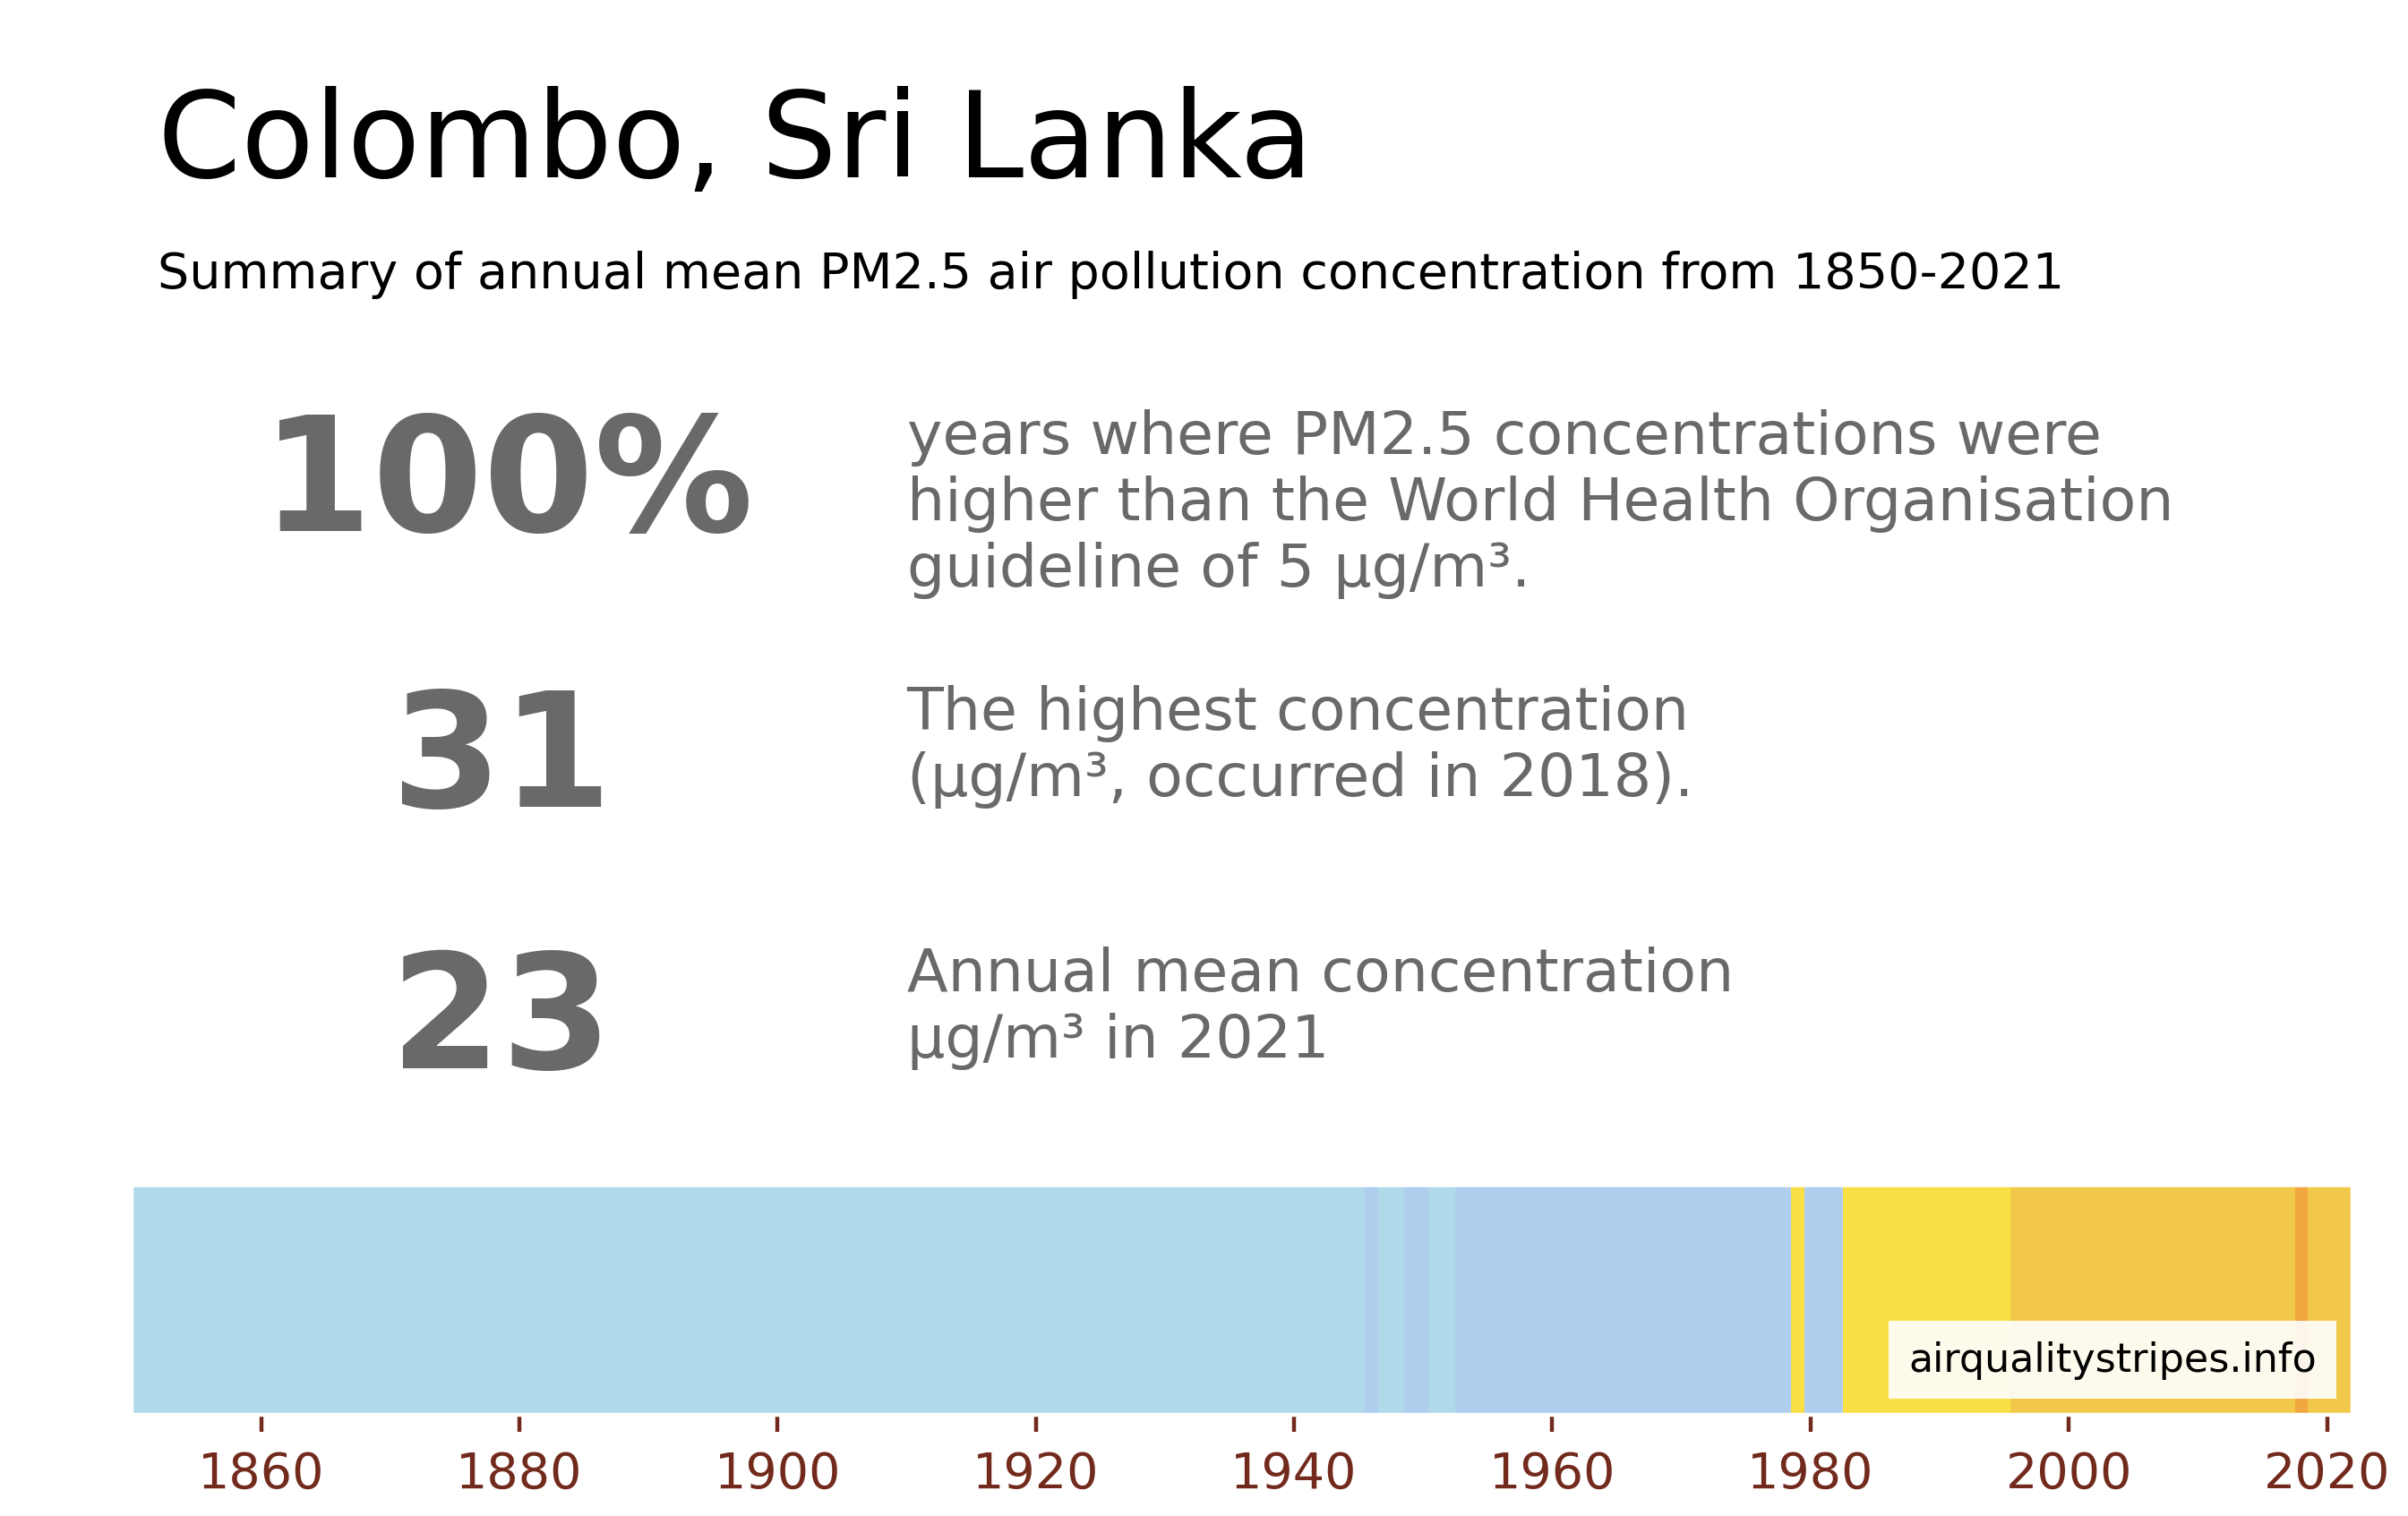 Colombo, Sri Lanka
Summary of annual mean PM2.5 air pollution concentration from 1850-2021
100%
years where PM2.5 concentrations were
higher than the World Health Organisation
guideline of 5 µg/m³.
31
The highest concentration
(µg/m³, occurred in 2018).
23
Annual mean concentration
µg/m³ in 2021
airqualitystripes.info
1860 1880 1900 1920 1940 1960 1980 2000 2020